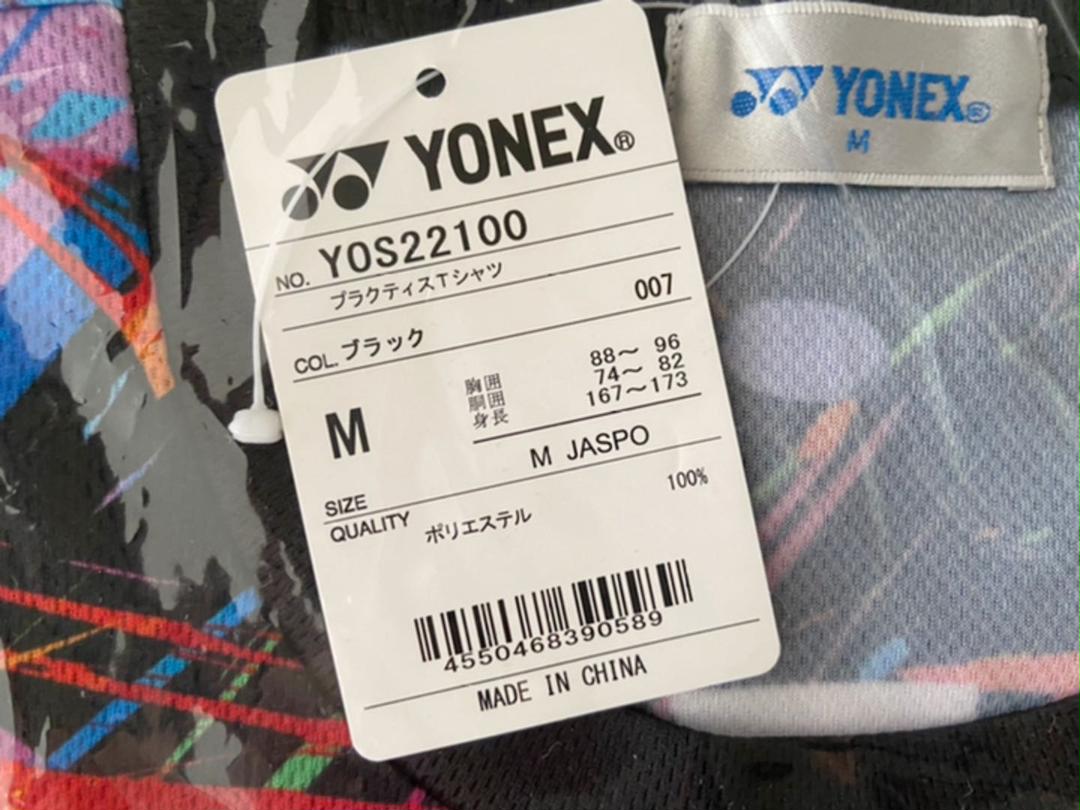 YONEX®
NO. YOS22100
プラクティスTシャツ
COL. ブラック 007
胸囲 88～ 96
胴囲 74～ 82
身長 167～173
M
M JASPO
SIZE
QUALITY ポリエステル 100%
4550468390589
MADE IN CHINA
YONEX®
M